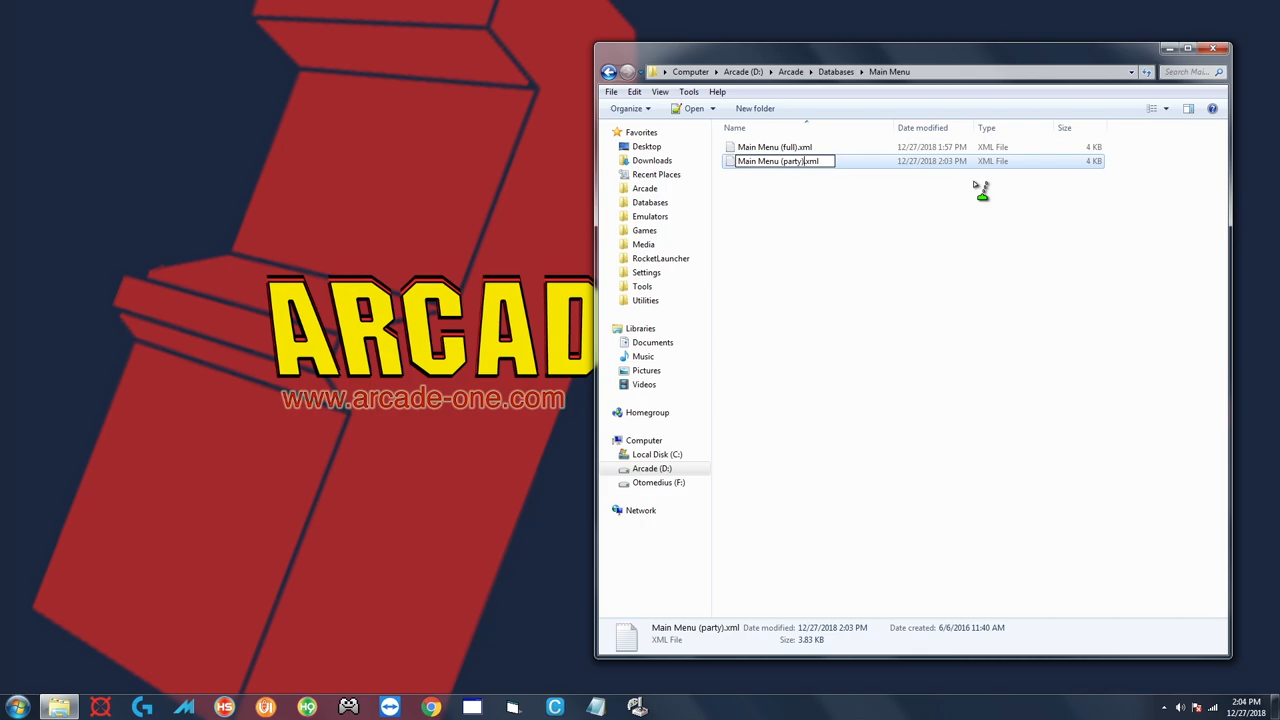 ARCAD
www.arcade-one.com
Computer Arcade (D:) Arcade Databases Main Menu
Search Mai...
File Edit View Tools Help
Organize Open New folder
Name Date modified Type Size
Main Menu (full).xml 12/27/2018 1:57 PM XML File 4 KB
Main Menu (party).xml 12/27/2018 2:03 PM XML File 4 KB
Favorites
Desktop
Downloads
Recent Places
Arcade
Databases
Emulators
Games
Media
RocketLauncher
Settings
Tools
Utilities
Libraries
Documents
Music
Pictures
Videos
Homegroup
Computer
Local Disk (C:)
Arcade (D:)
Otomedius (F:)
Network
Main Menu (party).xml Date modified: 12/27/2018 2:03 PM Date created: 6/6/2016 11:40 AM
XML File Size: 3.83 KB
HS
HQ
2:04 PM
12/27/2018